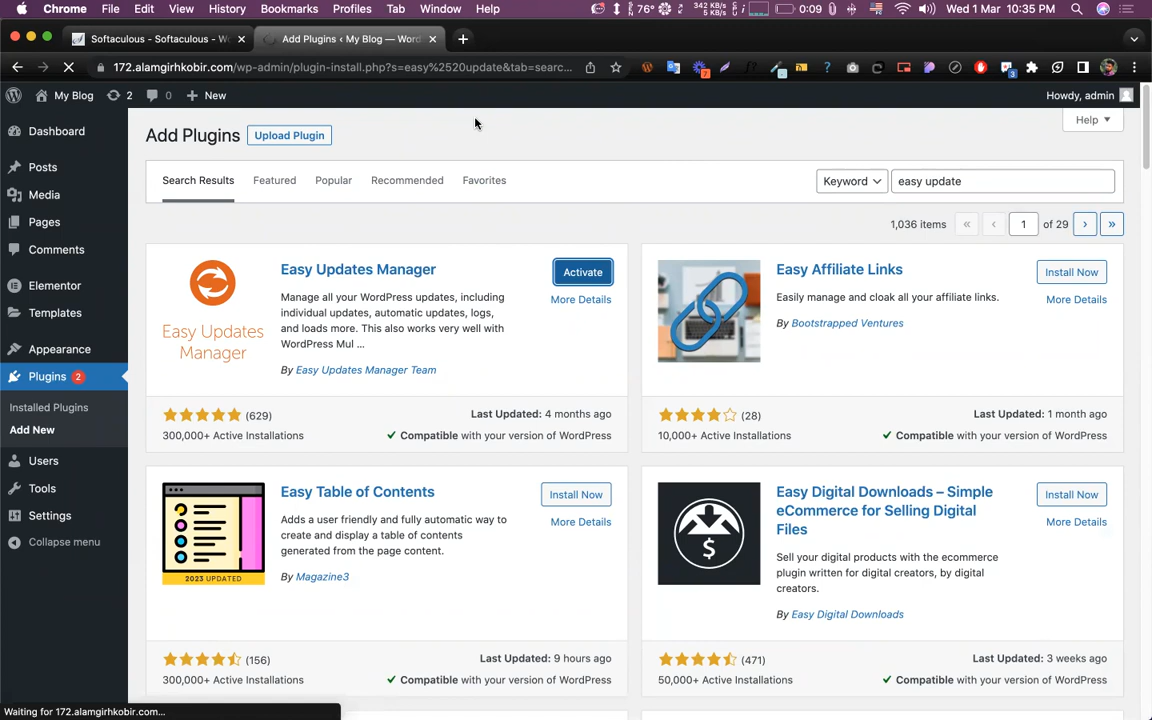 Chrome File Edit View History Bookmarks Profiles Tab Window Help 76° 342 KB/s 5 KB/s 0:09 Wed 1 Mar 10:35 PM
Softaculous - Softaculous - W
Add Plugins ‹ My Blog — Word
172.alamgirhkobir.com/wp-admin/plugin-install.php?s=easy%2520update&tab=searc...
My Blog 2 0 New Howdy, admin
Dashboard
Posts
Media
Pages
Comments
Elementor
Templates
Appearance
Plugins 2
Installed Plugins
Add New
Users
Tools
Settings
Collapse menu
Add Plugins Upload Plugin Help
Search Results Featured Popular Recommended Favorites Keyword easy update
1,036 items « ‹ 1 of 29 › »
Easy Updates
Manager
Easy Updates Manager
Activate
More Details
Manage all your WordPress updates, including
individual updates, automatic updates, logs,
and loads more. This also works very well with
WordPress Mul ...
By Easy Updates Manager Team
(629) Last Updated: 4 months ago
300,000+ Active Installations Compatible with your version of WordPress
Easy Affiliate Links
Install Now
More Details
Easily manage and cloak all your affiliate links.
By Bootstrapped Ventures
(28) Last Updated: 1 month ago
10,000+ Active Installations Compatible with your version of WordPress
2023 UPDATED
Easy Table of Contents
Install Now
More Details
Adds a user friendly and fully automatic way to
create and display a table of contents
generated from the page content.
By Magazine3
(156) Last Updated: 9 hours ago
300,000+ Active Installations Compatible with your version of WordPress
Easy Digital Downloads – Simple
eCommerce for Selling Digital
Files
Install Now
More Details
Sell your digital products with the ecommerce
plugin written for digital creators, by digital
creators.
By Easy Digital Downloads
(471) Last Updated: 3 weeks ago
50,000+ Active Installations Compatible with your version of WordPress
Waiting for 172.alamgirhkobir.com...